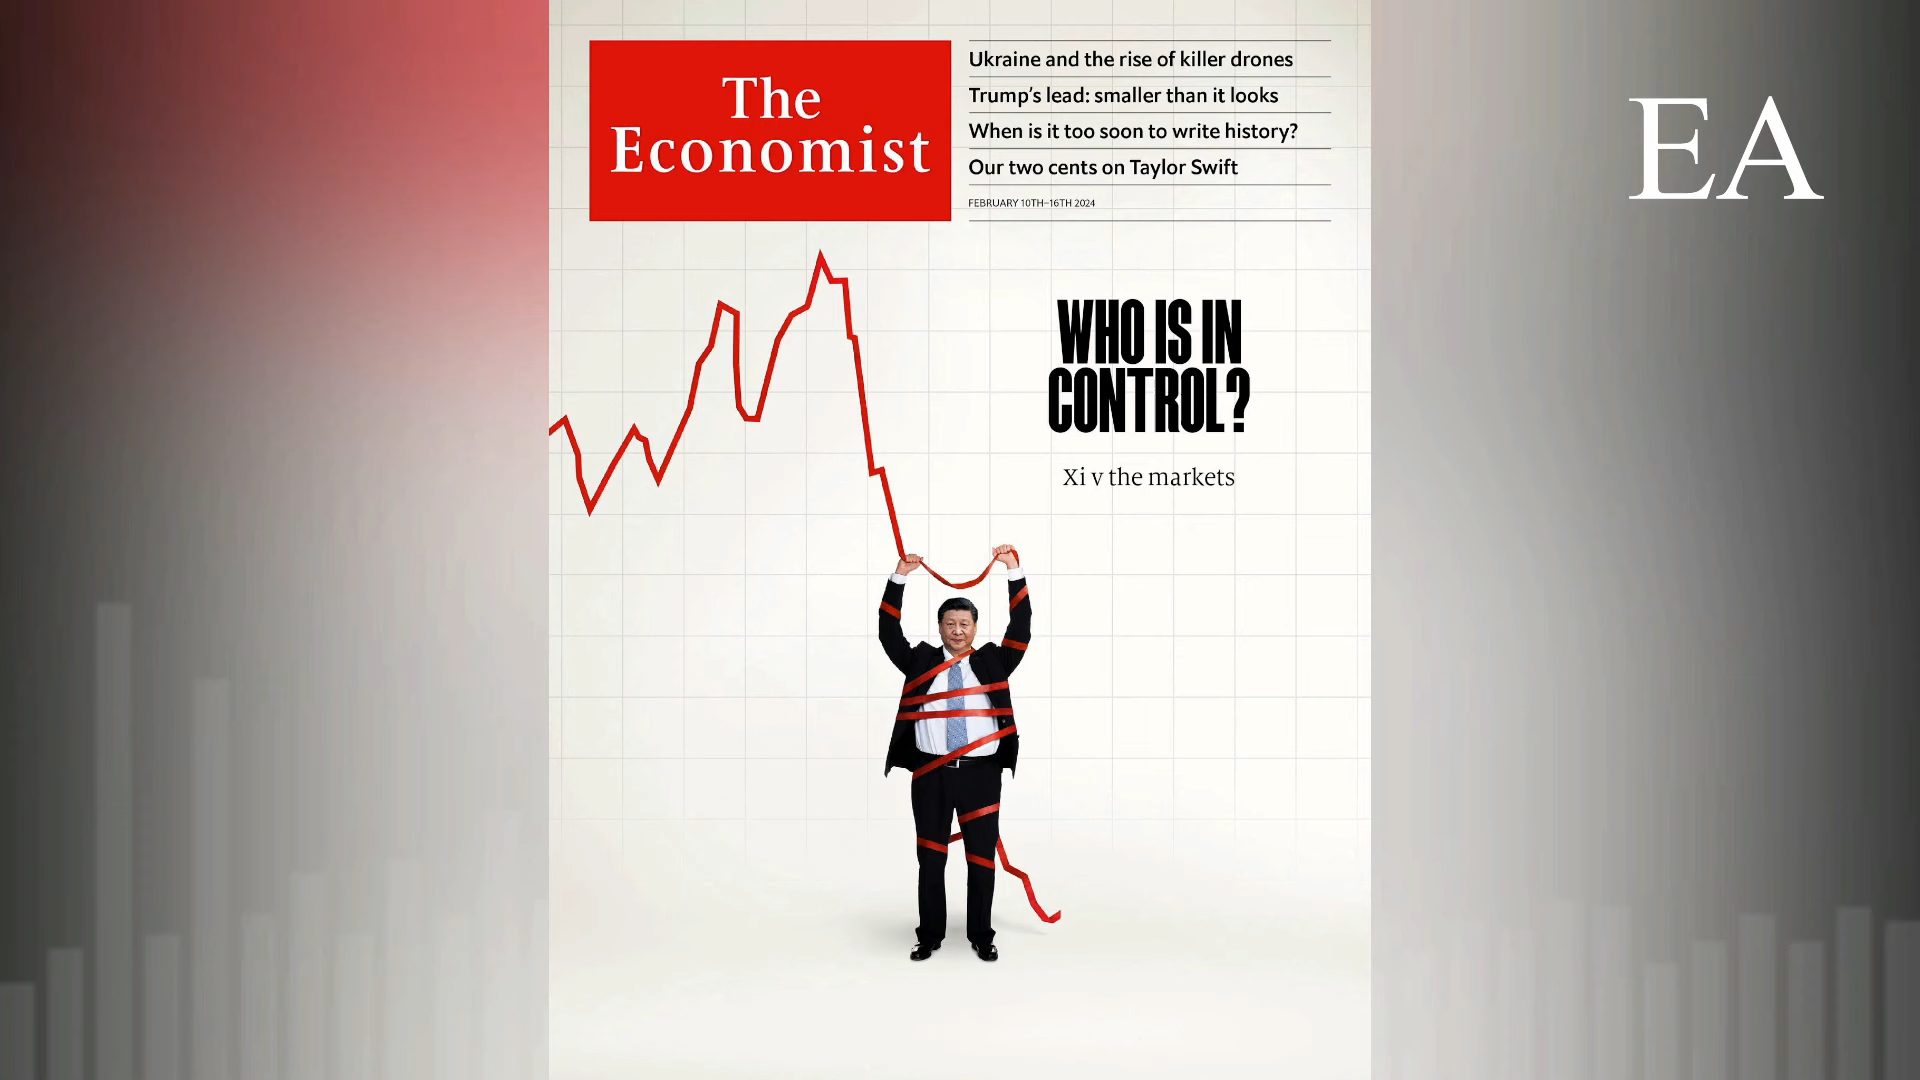 The
Economist
Ukraine and the rise of killer drones
Trump's lead: smaller than it looks
When is it too soon to write history?
Our two cents on Taylor Swift
FEBRUARY 10TH–16TH 2024
EA
WHO IS IN
CONTROL?
Xi v the markets